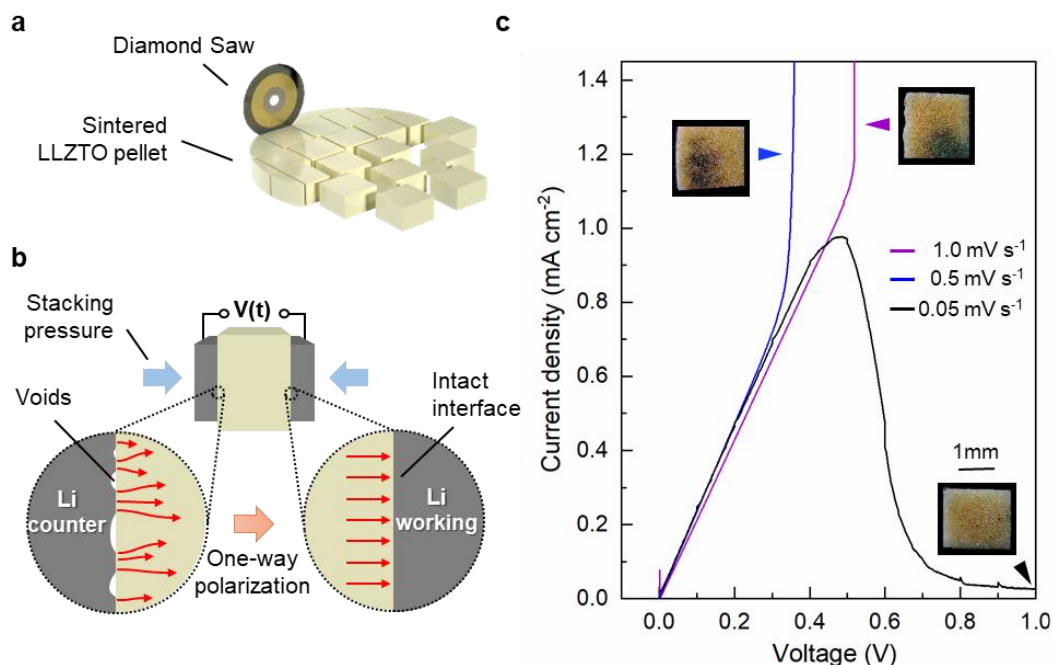 a
Diamond Saw
Sintered
LLZTO pellet
b
Stacking
pressure
V(t)
Voids
Intact
interface
Li
counter
Li
working
One-way
polarization
c
Current density (mA cm⁻²)
1.4
1.2
1.0
0.8
0.6
0.4
0.2
0.0
1.0 mV s⁻¹
0.5 mV s⁻¹
0.05 mV s⁻¹
1mm
0.0 0.2 0.4 0.6 0.8 1.0
Voltage (V)